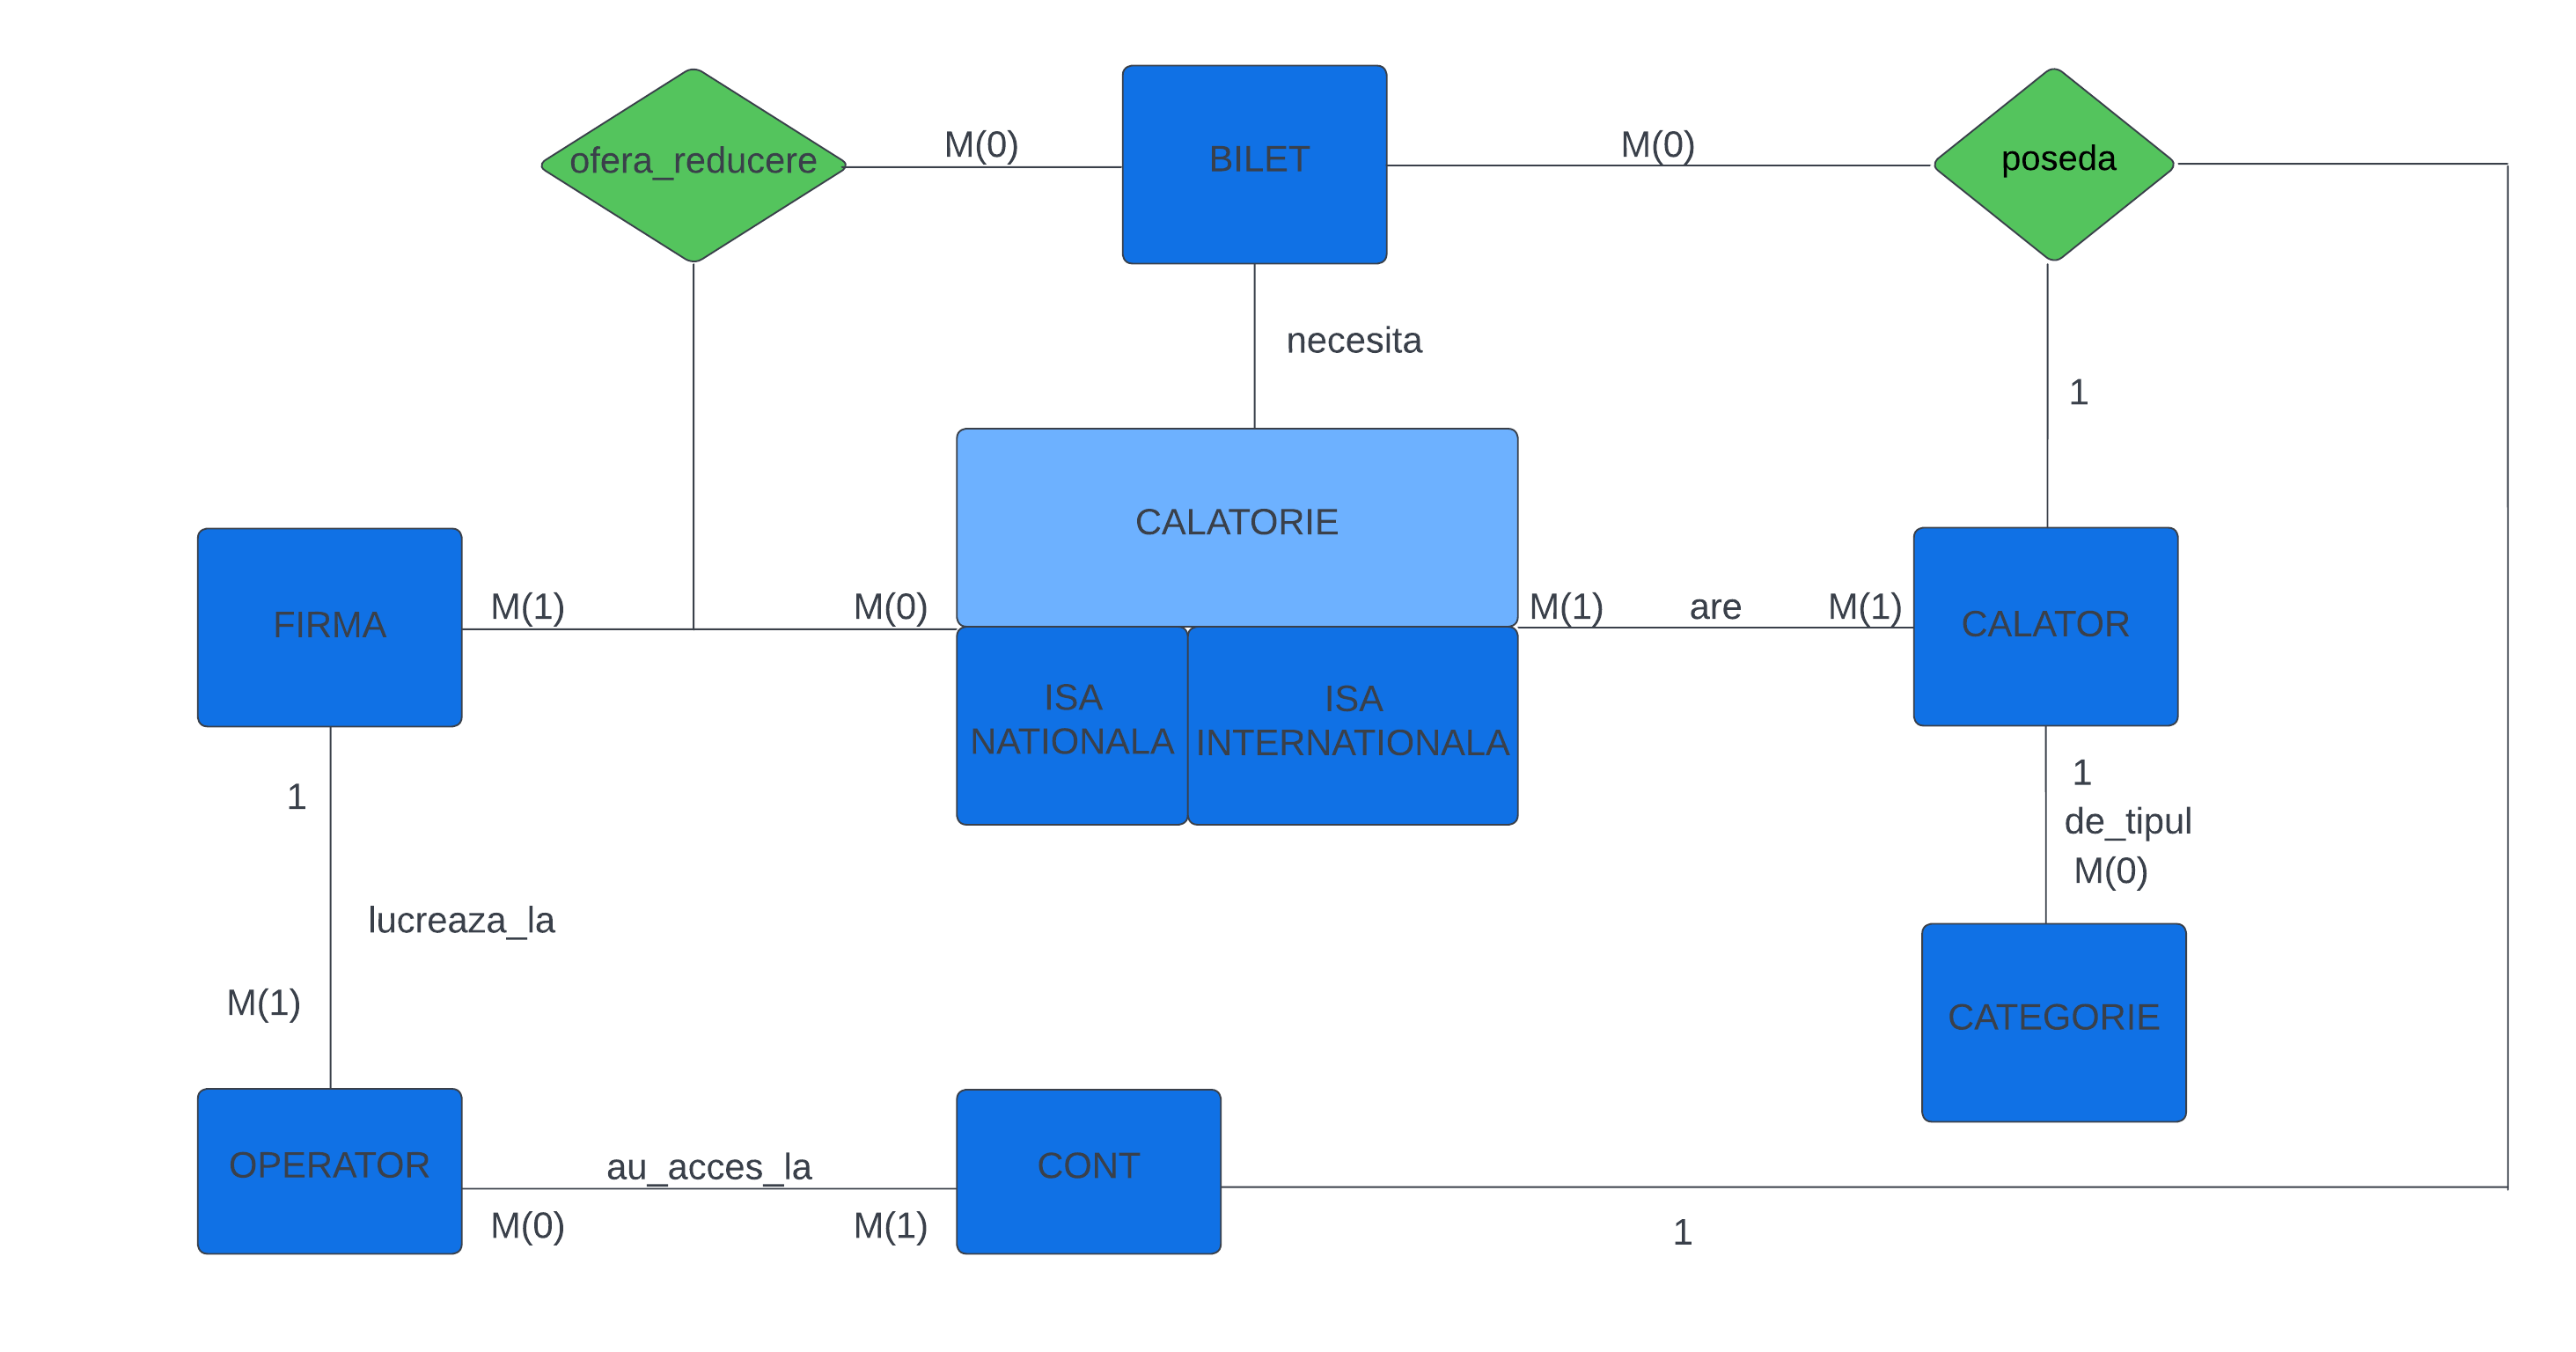 ofera_reducere
M(0)
BILET
M(0)
poseda
necesita
1
CALATORIE
FIRMA
M(1)
M(0)
M(1)
are
M(1)
CALATOR
ISA
NATIONALA
ISA
INTERNATIONALA
1
1
de_tipul
M(0)
lucreaza_la
M(1)
CATEGORIE
OPERATOR
au_acces_la
M(0)
M(1)
CONT
1